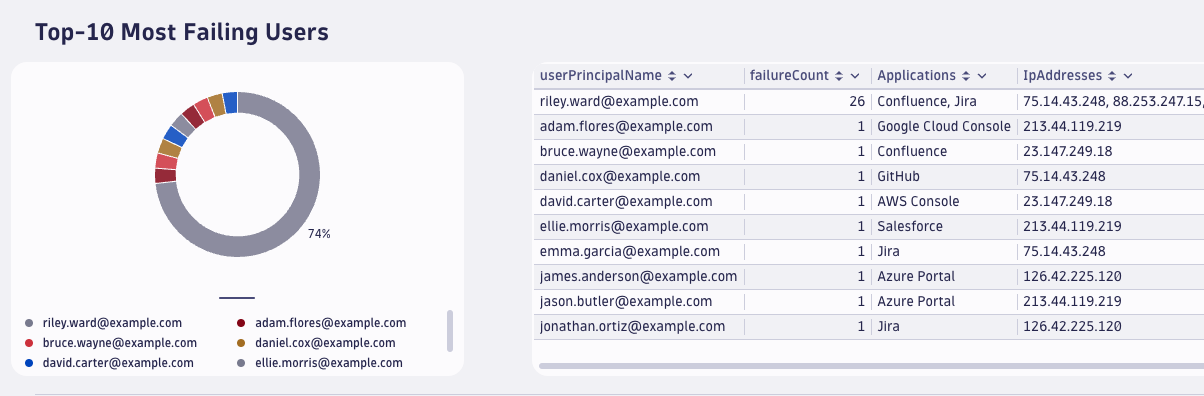 Top-10 Most Failing Users
74%
riley.ward@example.com adam.flores@example.com
bruce.wayne@example.com daniel.cox@example.com
david.carter@example.com ellie.morris@example.com
userPrincipalName failureCount Applications IpAddresses
riley.ward@example.com 26 Confluence, Jira 75.14.43.248, 88.253.247.15,
adam.flores@example.com 1 Google Cloud Console 213.44.119.219
bruce.wayne@example.com 1 Confluence 23.147.249.18
daniel.cox@example.com 1 GitHub 75.14.43.248
david.carter@example.com 1 AWS Console 23.147.249.18
ellie.morris@example.com 1 Salesforce 213.44.119.219
emma.garcia@example.com 1 Jira 75.14.43.248
james.anderson@example.com 1 Azure Portal 126.42.225.120
jason.butler@example.com 1 Azure Portal 213.44.119.219
jonathan.ortiz@example.com 1 Jira 126.42.225.120